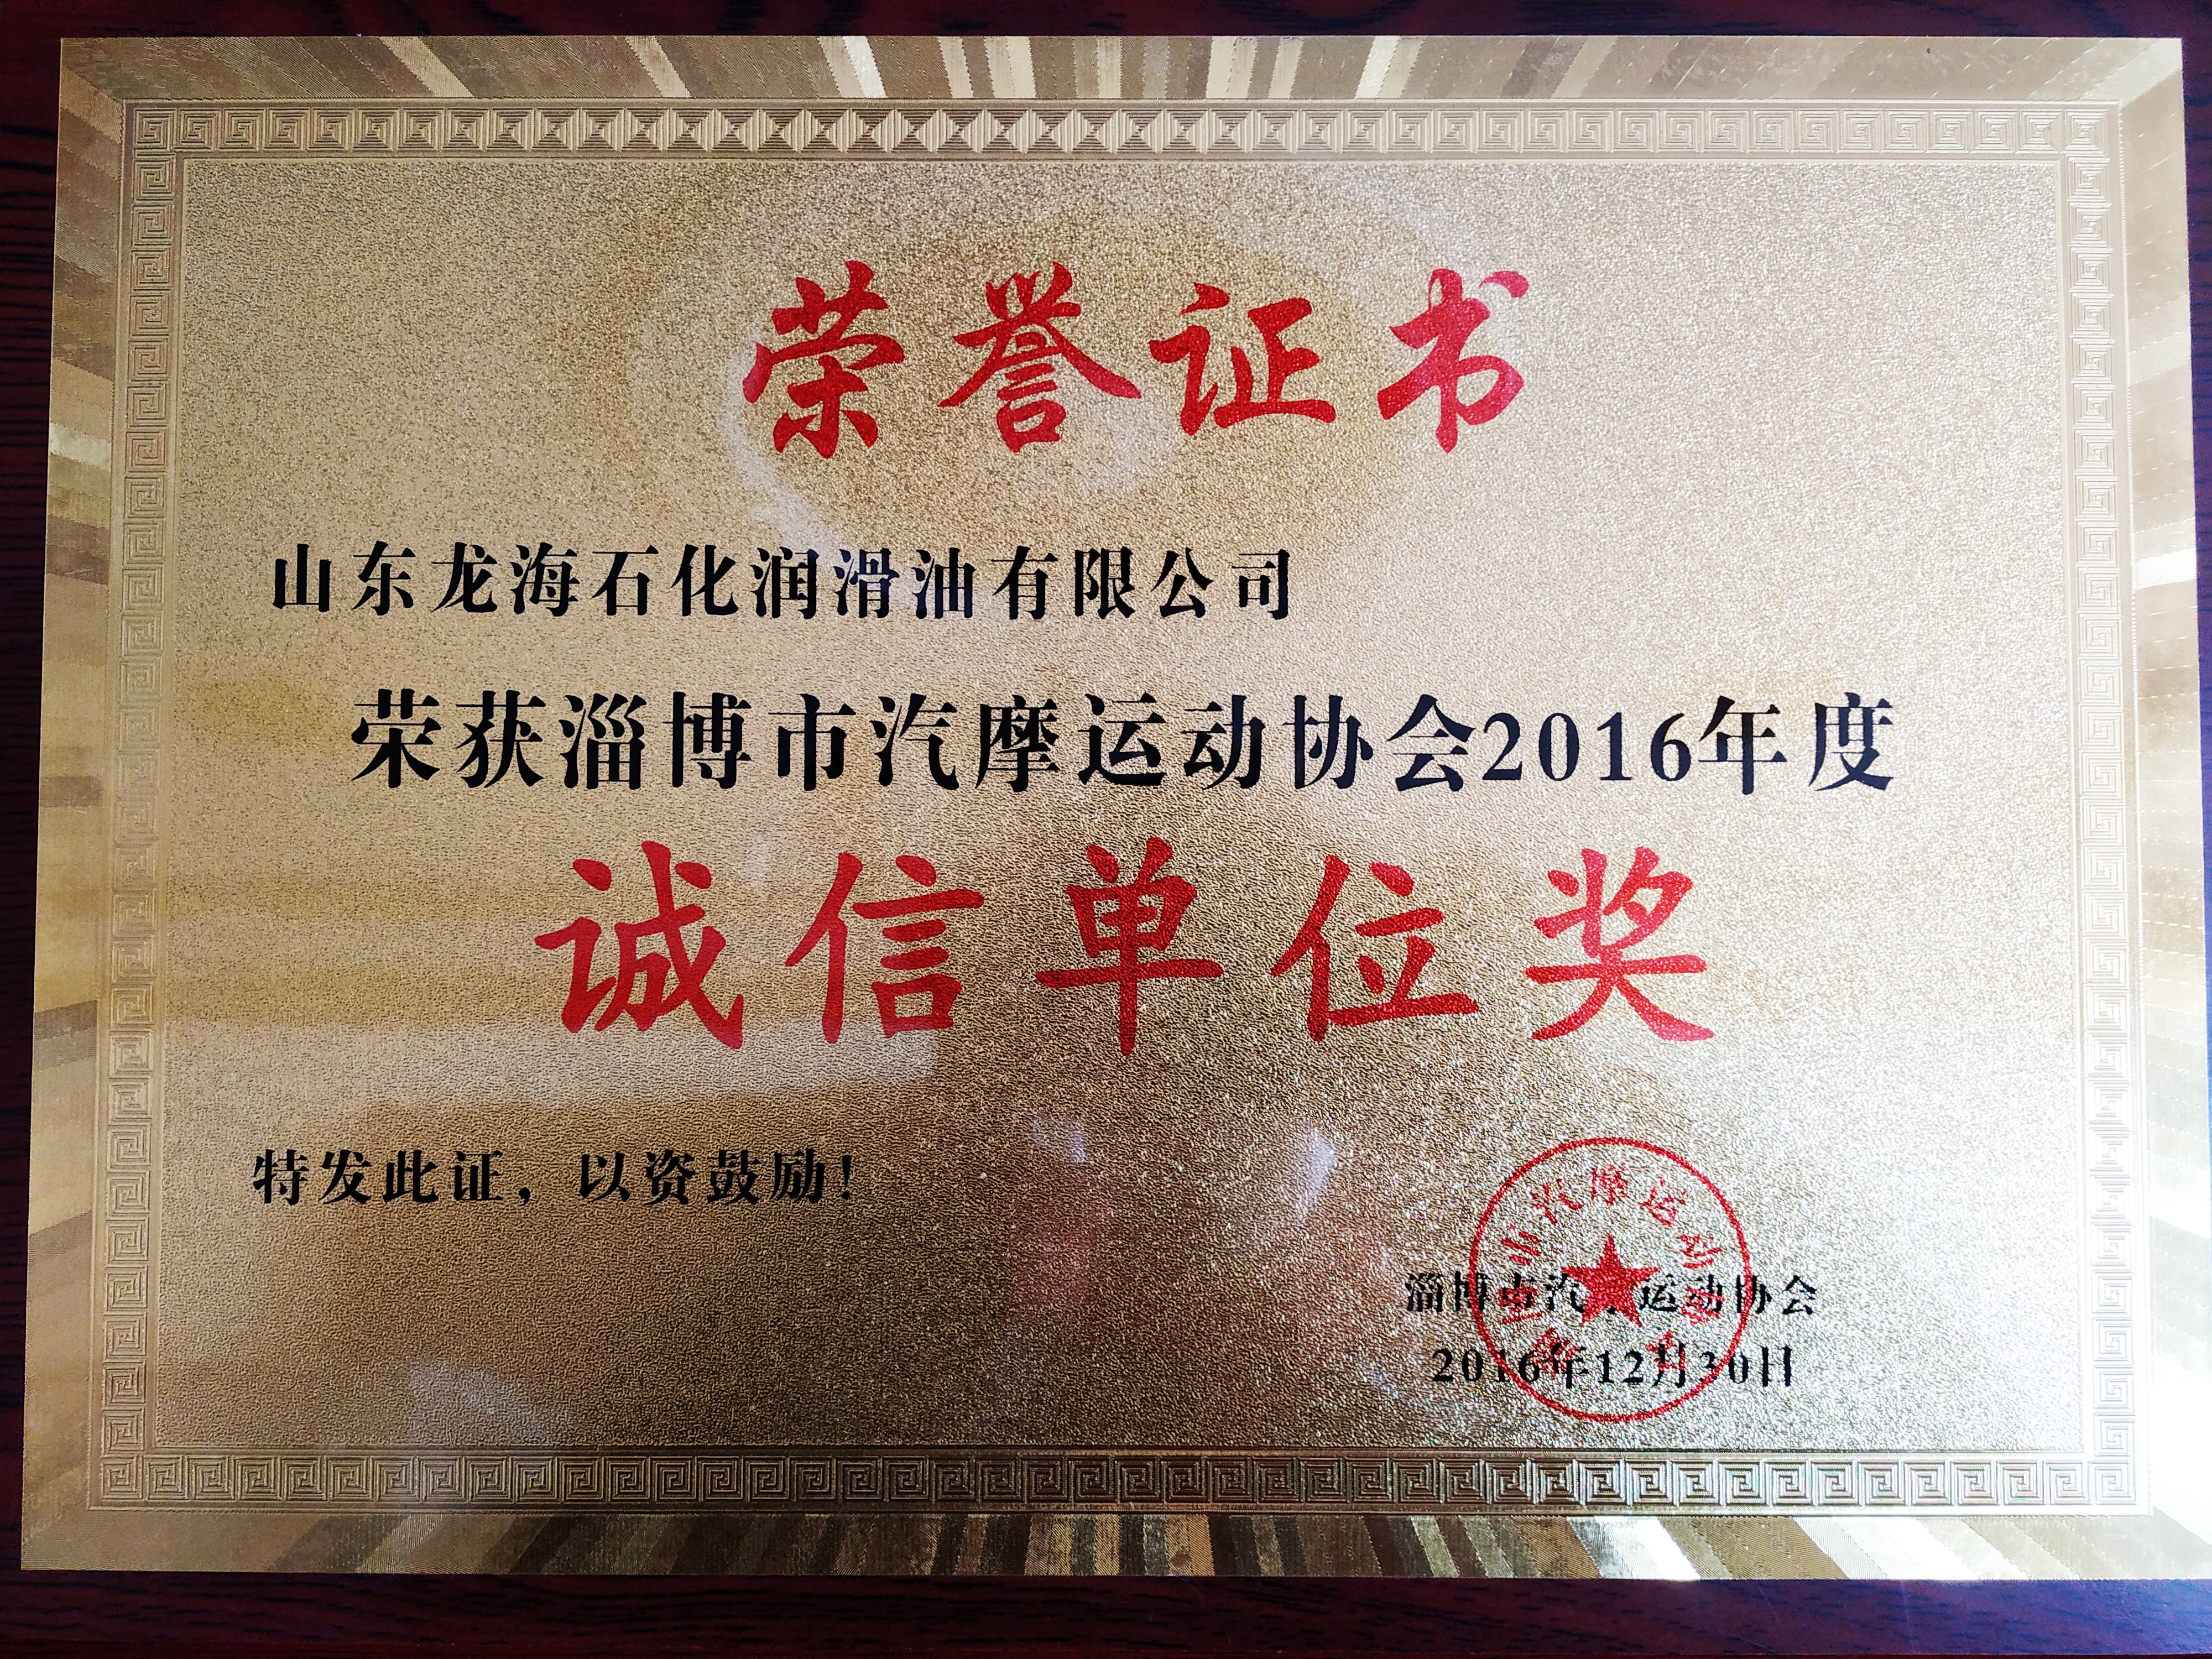 荣誉证书
山东龙海石化润滑油有限公司
荣获淄博市汽摩运动协会2016年度
诚信单位奖
特发此证，以资鼓励！
汽摩运动
淄博市汽 运动协会
2016年12月30日